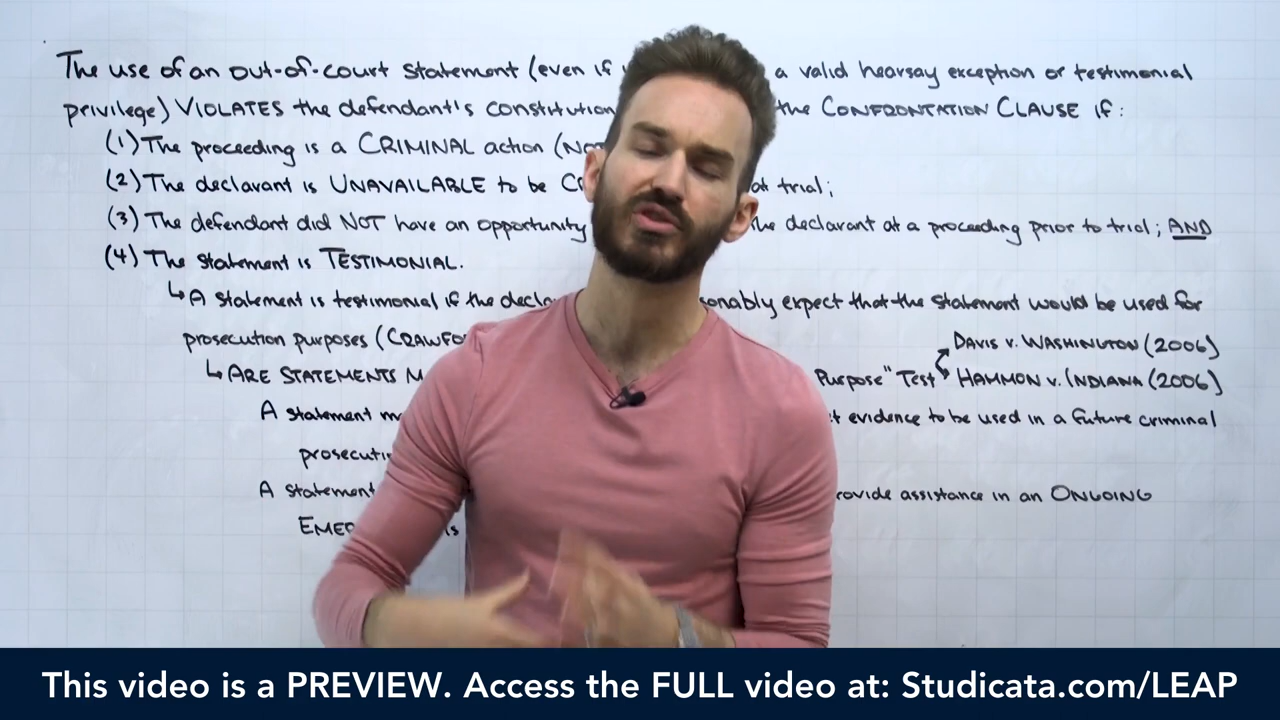 The use of an out-of-court statement (even if a valid hearsay exception or testimonial
privilege) VIOLATES the defendant's constitution the CONFRONTATION CLAUSE if:
(1) The proceeding is a CRIMINAL action (Not
(2) The declarant is UNAVAILABLE to be at trial;
(3) The defendant did NOT have an opportunity the declarant at a proceeding prior to trial; AND
(4) The statement is TESTIMONIAL.
↳ A statement is testimonial if the expect that the statement would be used for
prosecution purposes (
DAVIS V. WASHINGTON (2006)
↳ ARE STATEMENTS Purpose" Test HAMMON V. INDIANA (2006)
A statement evidence to be used in a future criminal
A statement assistance in an ONGOING
This video is a PREVIEW. Access the FULL video at: Studicata.com/LEAP